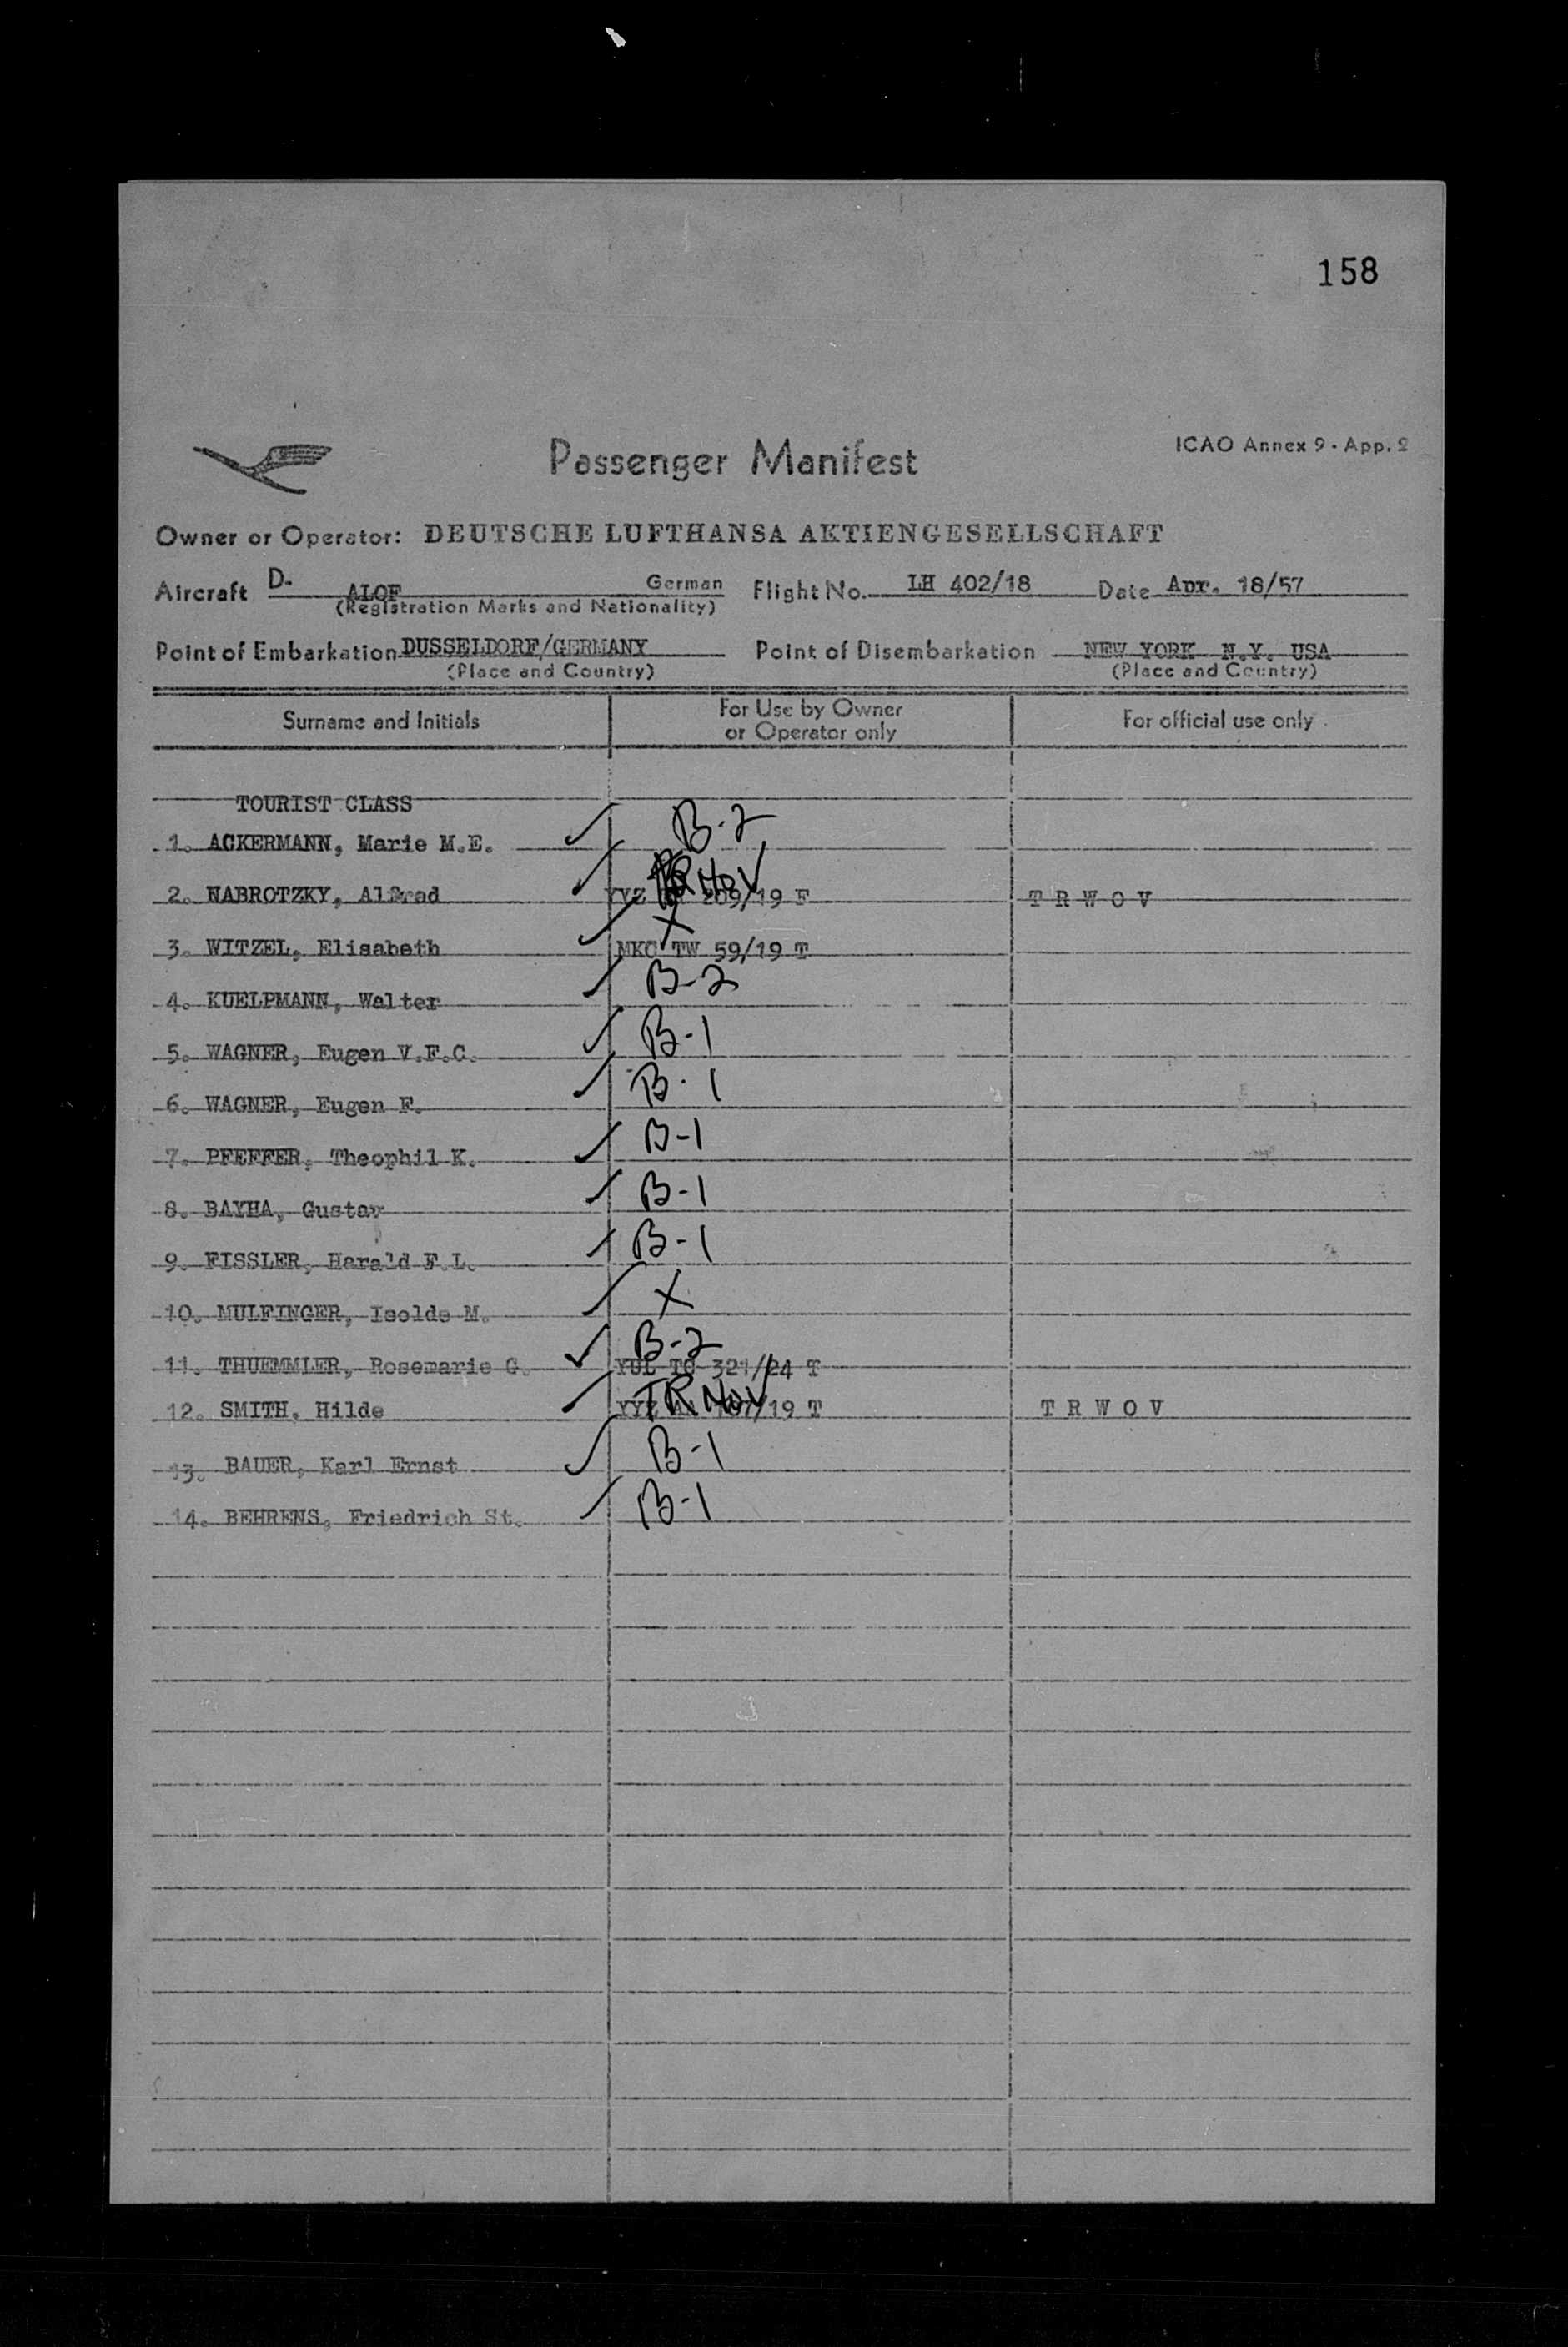 158
Passenger Manifest
ICAO Annex 9 - App. 2
Owner or Operator: DEUTSCHE LUFTHANSA AKTIENGESELLSCHAFT
Aircraft D- ALOF German Flight No. LH 402/18 Date Apr. 18/57
(Registration Marks and Nationality)
Point of Embarkation DUSSELDORF/GERMANY Point of Disembarkation NEW YORK N.Y. USA
(Place and Country) (Place and Country)
Surname and Initials For Use by Owner or Operator only For official use only
TOURIST CLASS
1. ACKERMANN, Marie M.E. ✓ B-2
2. NABROTZKY, ✓ YYZ 209/19 F T R W O V
3. WITZEL, Elisabeth ✓ X MKC TW 59/19 T
4. KUELPMANN, Walter ✓ B-2
5. WAGNER, Eugen V.F.C. ✓ B-1
6. WAGNER, Eugen F. ✓ B-1
7. PFEFFER, Theophil K. ✓ B-1
8. BAYHA, Gustav ✓ B-1
9. FISSLER, Harald F.L. ✓ B-1
10. MULFINGER, Isolde M. ✓ X
11. THUEMMLER, Rosemarie G. ✓ B-2 YUL TC 321/24 T
12. SMITH, Hilde ✓ TRWOV YYZ /19 T T R W O V
13. BAUER, Karl Ernst ✓ B-1
14. BEHRENS, Friedrich St. ✓ B-1